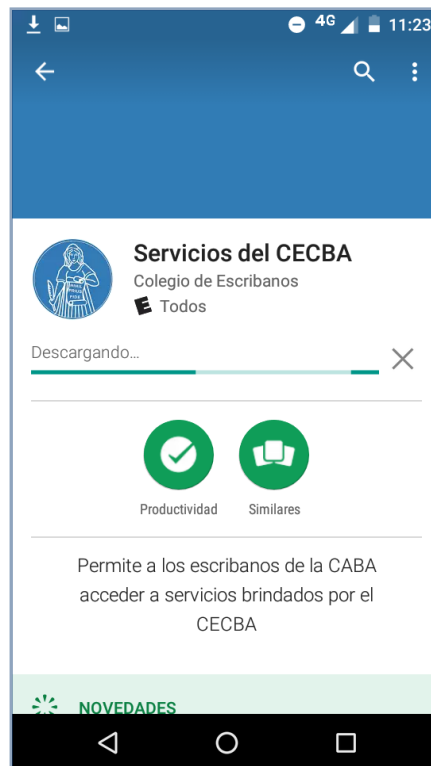 4G 11:23
Servicios del CECBA
Colegio de Escribanos
E Todos
Descargando...
Productividad Similares
Permite a los escribanos de la CABA
acceder a servicios brindados por el
CECBA
NOVEDADES